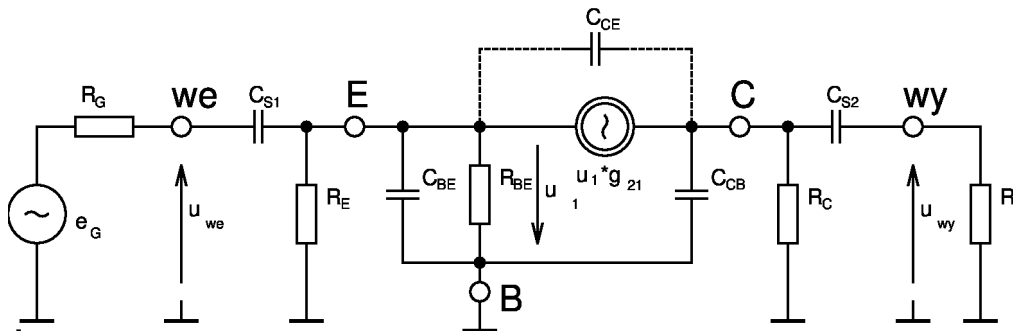 C_CE
R_G
we
C_S1
E
C
C_S2
wy
e_G
u_we
R_E
C_BE
R_BE
u_1
u_1*g_21
C_CB
R_C
u_wy
R
B